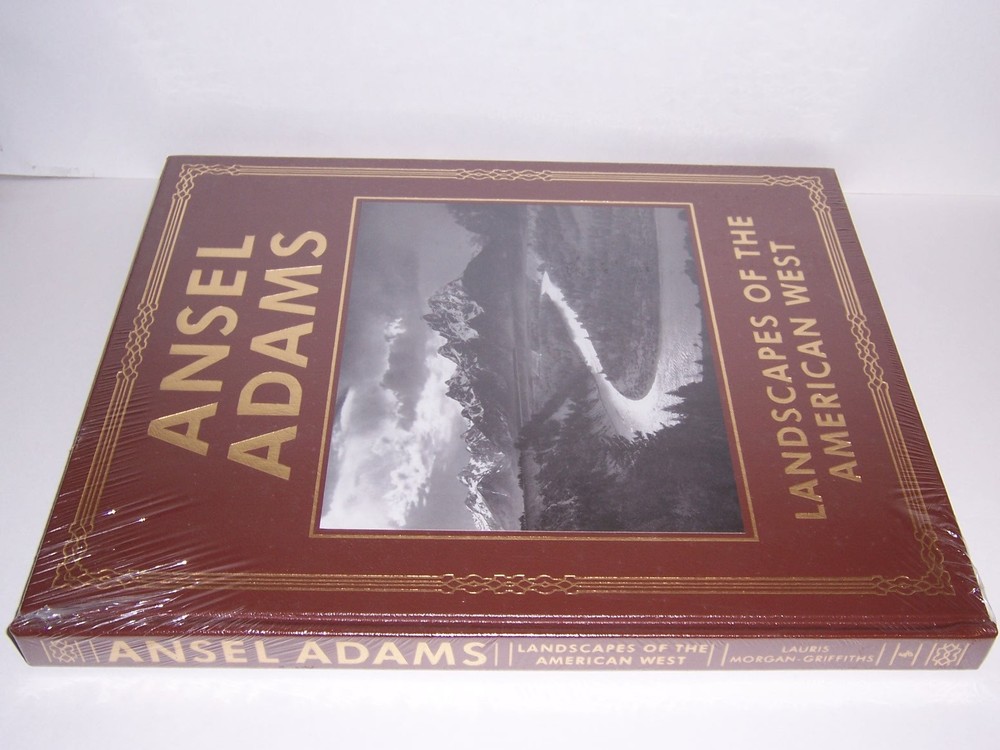 ANSEL
ADAMS
LANDSCAPES OF THE
AMERICAN WEST
ANSEL ADAMS
LANDSCAPES OF THE
AMERICAN WEST
LAURIS
MORGAN-GRIFFITHS